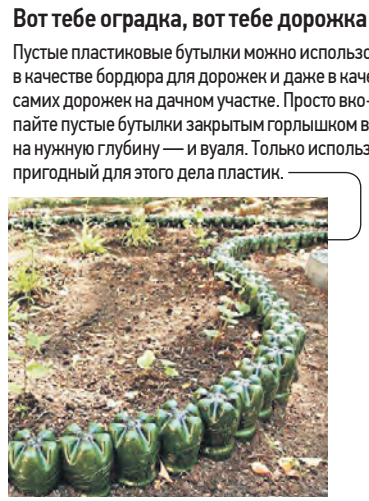 Вот тебе оградка, вот тебе дорожка
Пустые пластиковые бутылки можно использо
в качестве бордюра для дорожек и даже в каче
самих дорожек на дачном участке. Просто вко-
пайте пустые бутылки закрытым горлышком в
на нужную глубину — и вуаля. Только использ
пригодный для этого дела пластик.